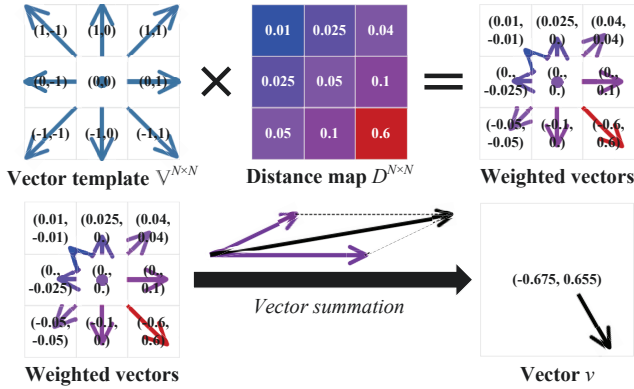 (1,-1) (1,0) (1,1)
(0,-1) (0,0) (0,1)
(-1,-1) (-1,0) (-1,1)
Vector template V^{N×N}
×
0.01 0.025 0.04
0.025 0.05 0.1
0.05 0.1 0.6
Distance map D^{N×N}
=
(0.01, (0.025, (0.04,
-0.01) 0.) 0.04)
(0., (0., (0.,
-0.025) 0.) 0.1)
(-0.05, (-0.1, (-0.6,
-0.05) 0.) 0.6)
Weighted vectors
(0.01, (0.025, (0.04,
-0.01) 0.) 0.04)
(0., (0., (0.,
-0.025) 0.) 0.1)
(-0.05, (-0.1, (-0.6,
-0.05) 0.) 0.6)
Weighted vectors
Vector summation
(-0.675, 0.655)
Vector v